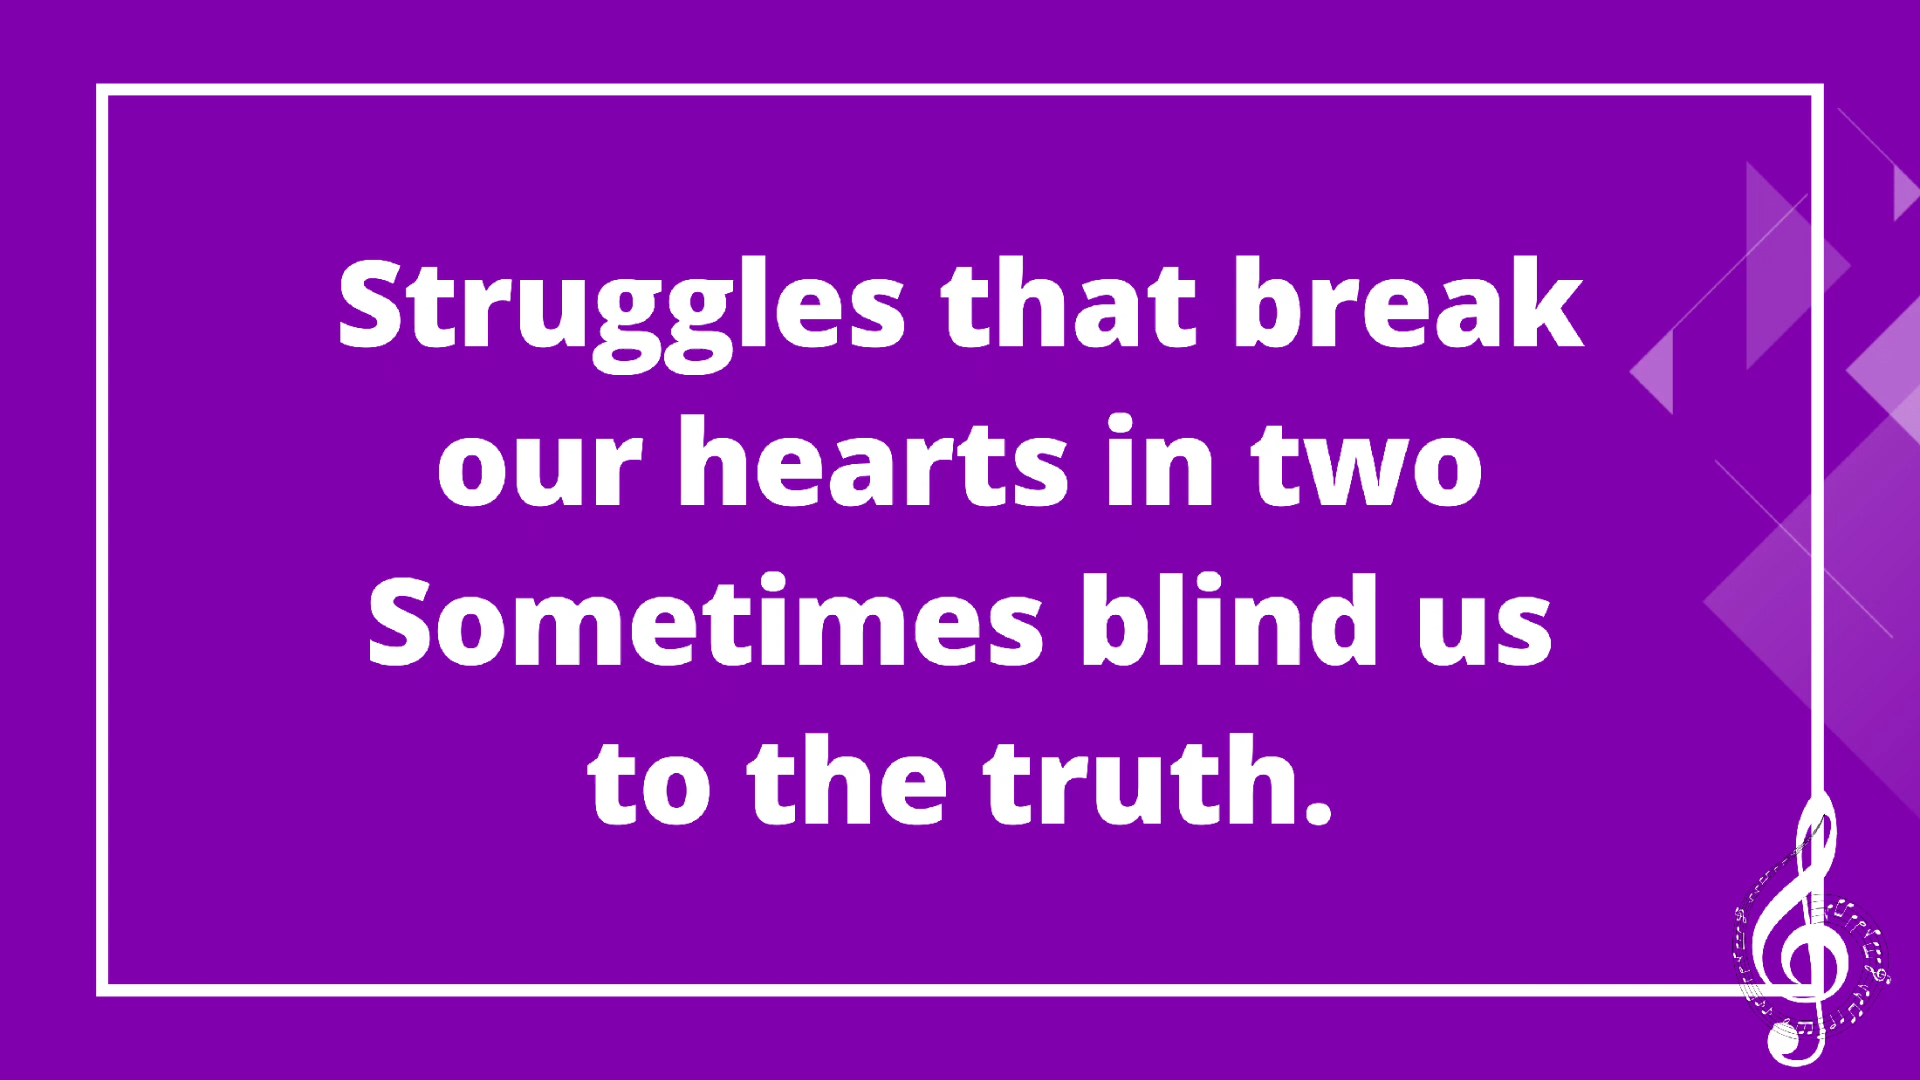 Struggles that break
our hearts in two
Sometimes blind us
to the truth.